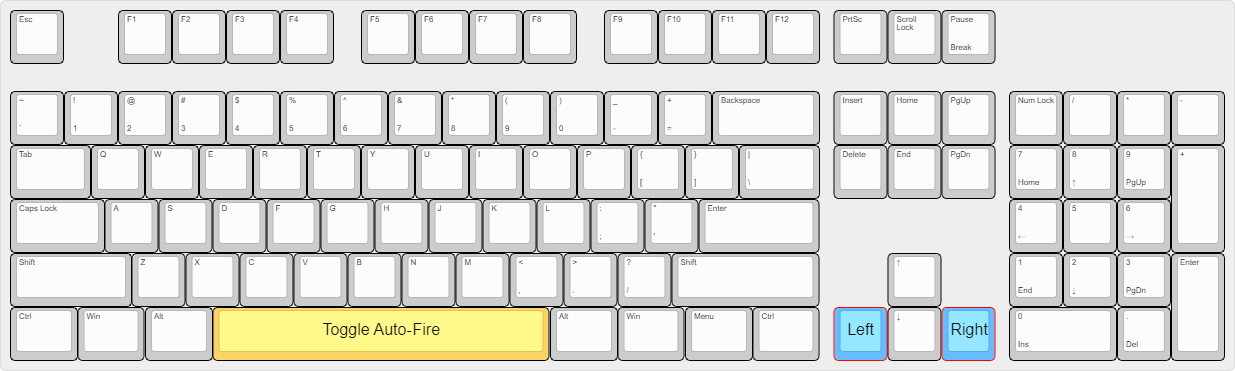 Esc F1 F2 F3 F4 F5 F6 F7 F8 F9 F10 F11 F12 PrtSc Scroll Pause
Lock
Break
~ ! @ # $ % ^ & * ( ) _ + Backspace Insert Home PgUp Num Lock / * -
` 1 2 3 4 5 6 7 8 9 0 - =
Tab Q W E R T Y U I O P { } | Delete End PgDn 7 8 9 +
[ ] \ Home ↑ PgUp
Caps Lock A S D F G H J K L : " Enter 4 5 6
; ' ← →
Shift Z X C V B N M < > ? Shift ↑ 1 2 3 Enter
, . / End ↓ PgDn
Ctrl Win Alt Toggle Auto-Fire Alt Win Menu Ctrl Left ↓ Right 0 .
Ins Del